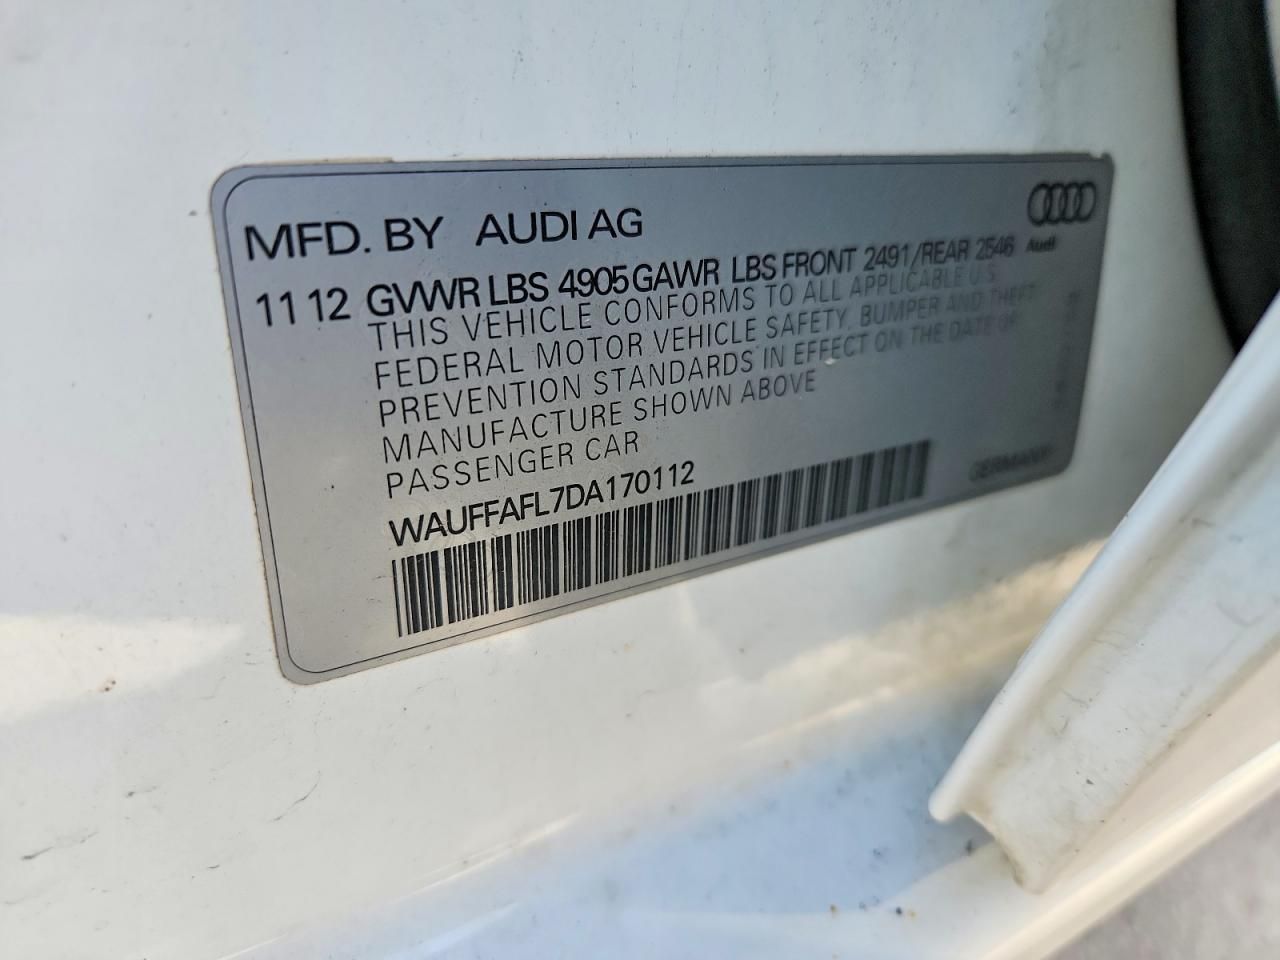 MFD. BY AUDI AG
Audi
11 12 GVWR LBS 4905 GAWR LBS FRONT 2491/REAR 2546
THIS VEHICLE CONFORMS TO ALL APPLICABLE U.S.
FEDERAL MOTOR VEHICLE SAFETY, BUMPER AND THEFT
PREVENTION STANDARDS IN EFFECT ON THE DATE OF
MANUFACTURE SHOWN ABOVE
PASSENGER CAR
WAUFFAFL7DA170112
GERMANY